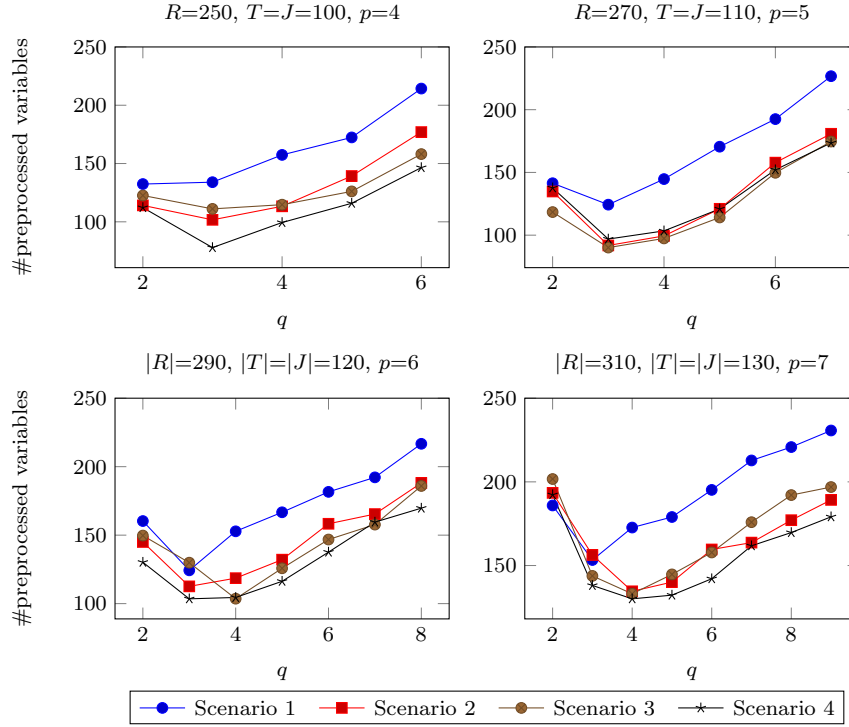 R=250, T=J=100, p=4
R=270, T=J=110, p=5
#preprocessed variables
250
200
150
100
2
4
6
q
250
200
150
100
2
4
6
q
|R|=290, |T|=|J|=120, p=6
|R|=310, |T|=|J|=130, p=7
#preprocessed variables
250
200
150
100
2
4
6
8
q
250
200
150
2
4
6
8
q
Scenario 1 Scenario 2 Scenario 3 Scenario 4